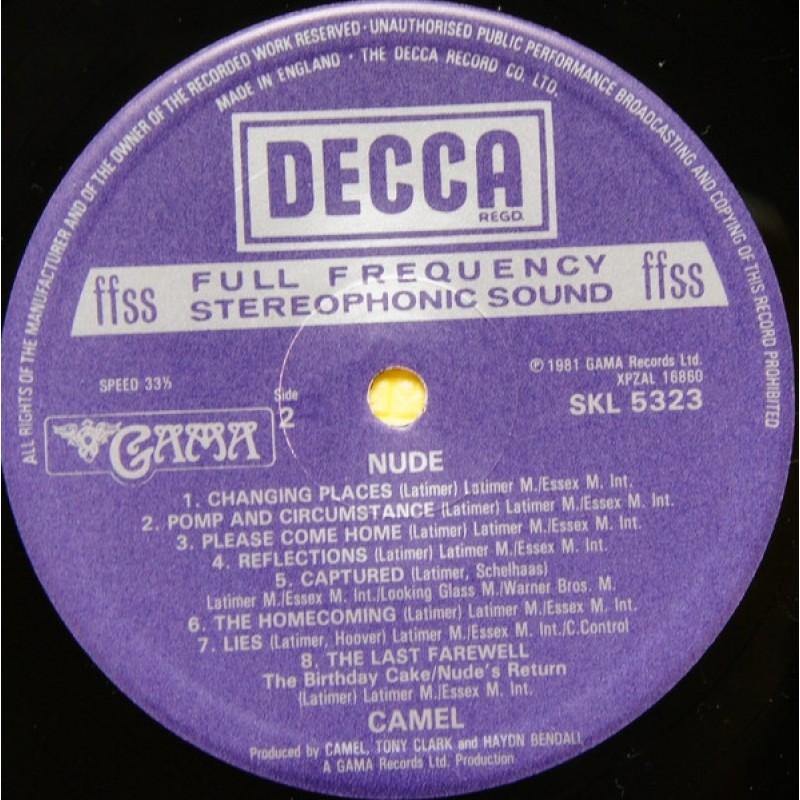 ALL RIGHTS OF THE MANUFACTURER AND OF THE OWNER OF THE RECORDED WORK RESERVED · UNAUTHORISED PUBLIC PERFORMANCE BROADCASTING AND COPYING OF THIS RECORD PROHIBITED
MADE IN ENGLAND · THE DECCA RECORD CO. LTD.
DECCA
REGD.
ffss FULL FREQUENCY ffss
STEREOPHONIC SOUND
℗ 1981 GAMA Records Ltd.
XPZAL 16860
SPEED 33⅓
Side
2
SKL 5323
GAMA
NUDE
1. CHANGING PLACES (Latimer) Latimer M./Essex M. Int.
2. POMP AND CIRCUMSTANCE (Latimer) Latimer M./Essex M. Int.
3. PLEASE COME HOME (Latimer) Latimer M./Essex M. Int.
4. REFLECTIONS (Latimer) Latimer M./Essex M. Int.
5. CAPTURED (Latimer, Schelhaas)
Latimer M./Essex M. Int./Looking Glass M./Warner Bros. M.
6. THE HOMECOMING (Latimer) Latimer M./Essex M. Int.
7. LIES (Latimer, Hoover) Latimer M./Essex M. Int./C.Control
8. THE LAST FAREWELL
The Birthday Cake/Nude's Return
(Latimer) Latimer M./Essex M. Int.
CAMEL
Produced by CAMEL, TONY CLARK and HAYDN BENDALL
A GAMA Records Ltd. Production